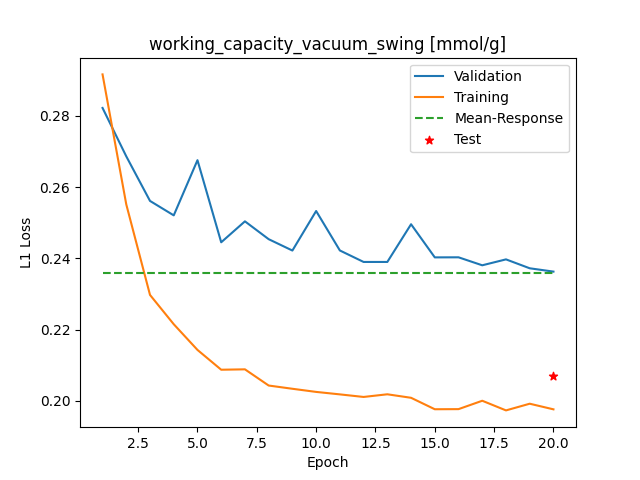 working_capacity_vacuum_swing [mmol/g]
Validation
Training
Mean-Response
Test
L1 Loss
0.28
0.26
0.24
0.22
0.20
2.5 5.0 7.5 10.0 12.5 15.0 17.5 20.0
Epoch